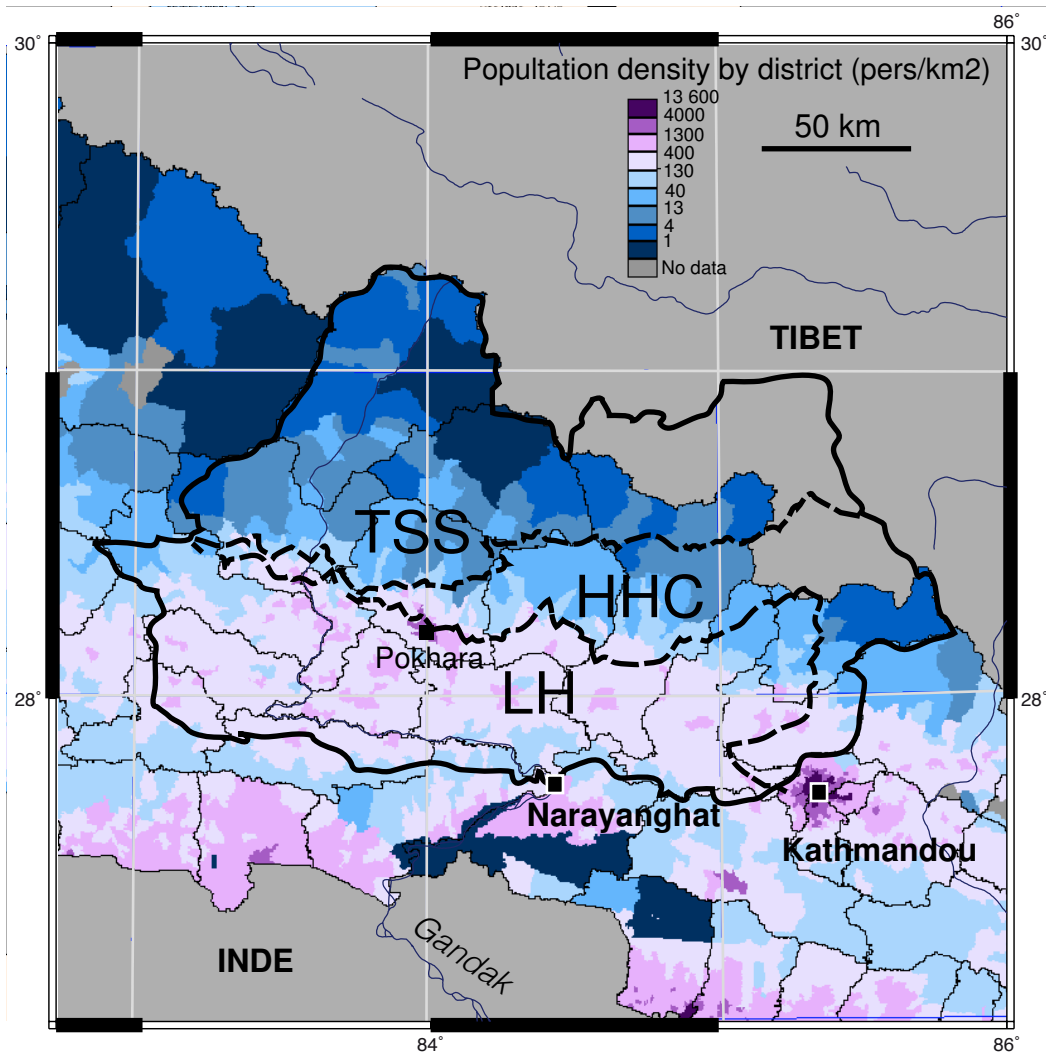 86°
30°
30°
Popultation density by district (pers/km2)
13 600
4000
1300
400
130
40
13
4
1
No data
50 km
TIBET
TSS
HHC
Pokhara
LH
28°
28°
Narayanghat
Kathmandou
Gandak
INDE
84°
86°